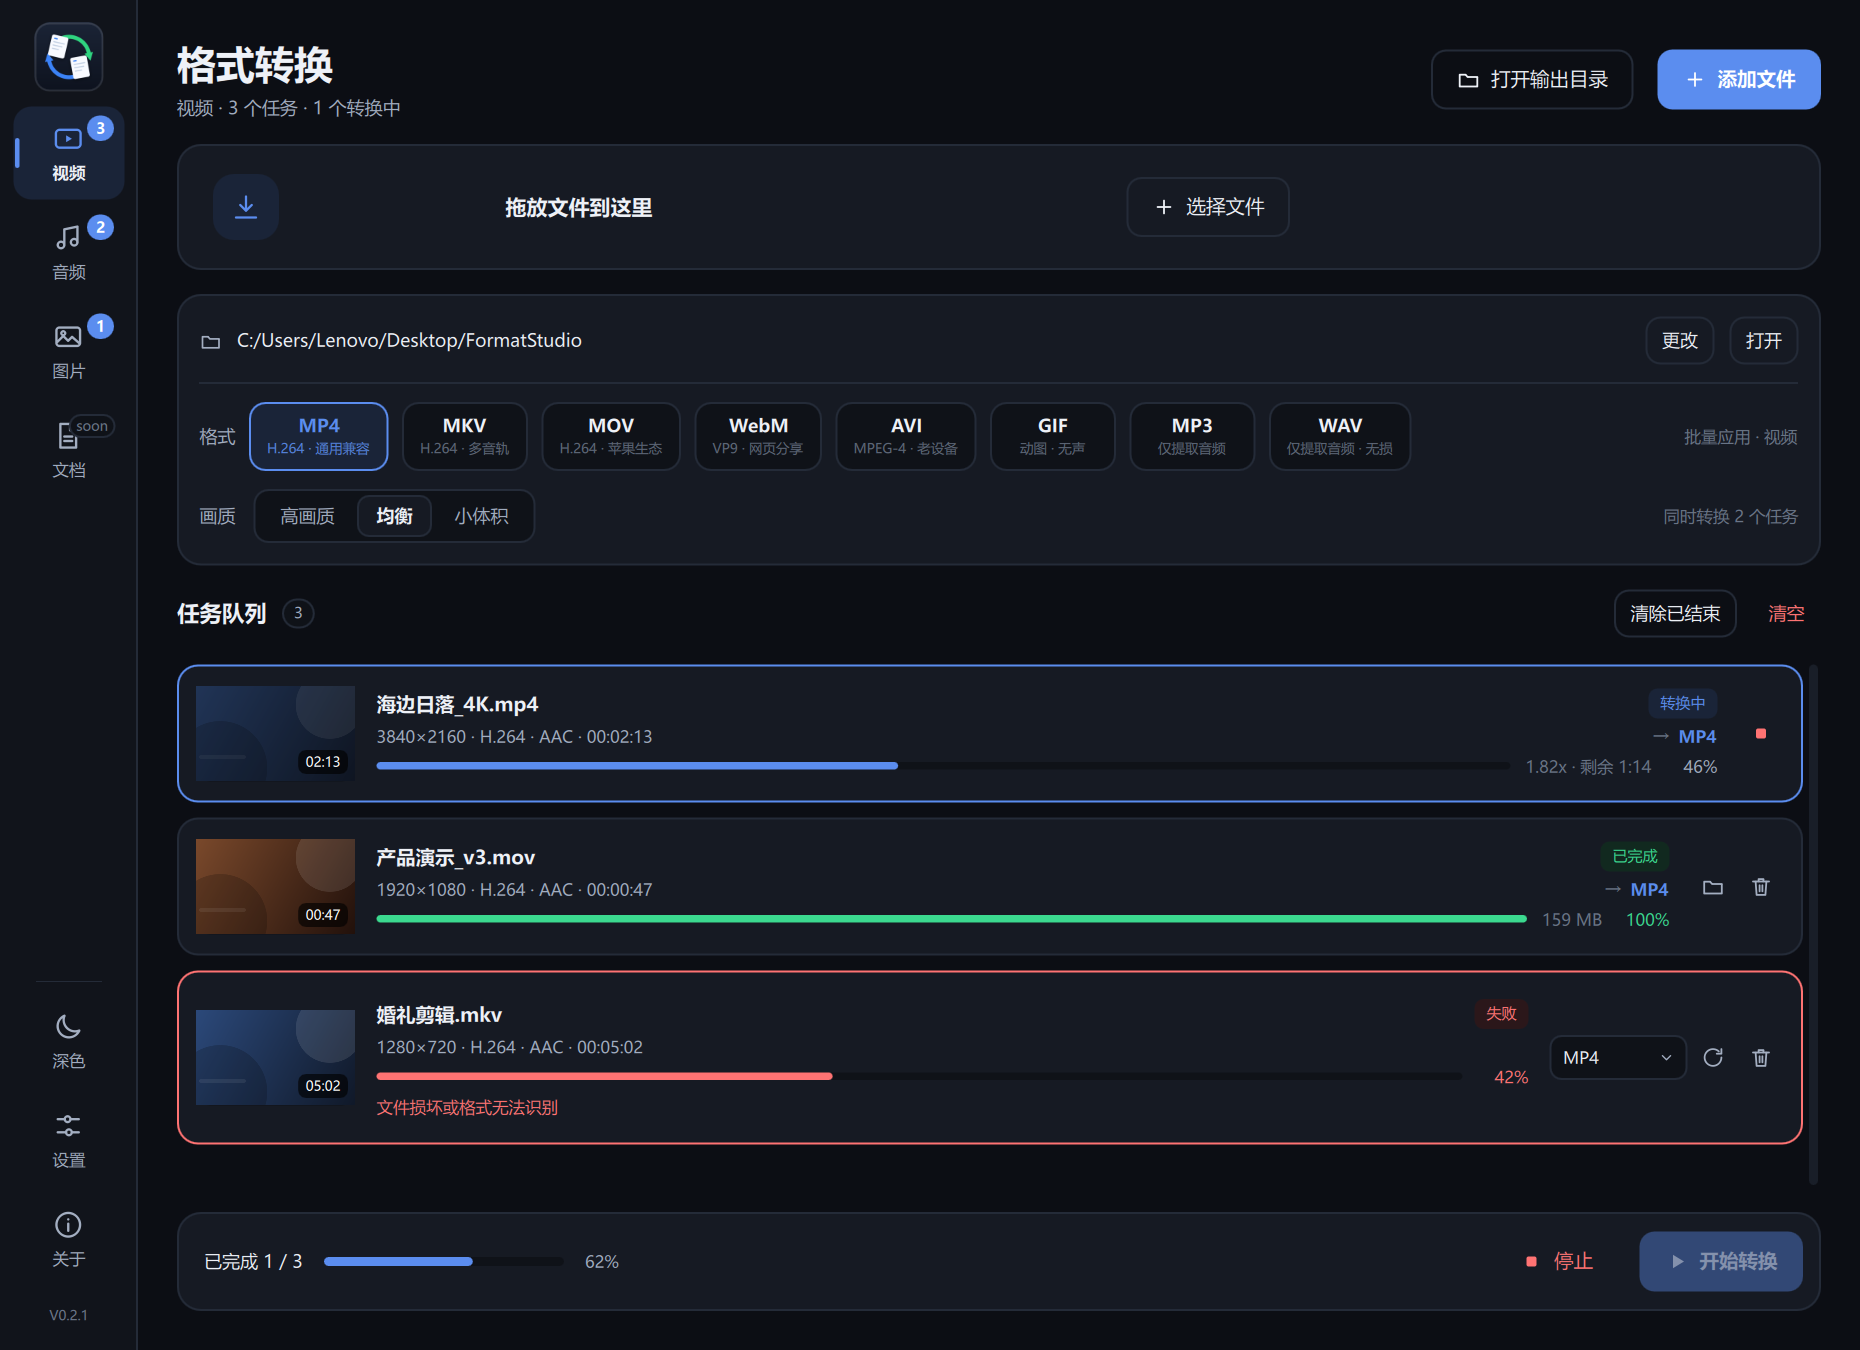 3
视频
2
音频
1
图片
soon
文档
深色
设置
关于
V0.2.1
格式转换
视频 · 3 个任务 · 1 个转换中
打开输出目录
添加文件
拖放文件到这里
选择文件
C:/Users/Lenovo/Desktop/FormatStudio
更改
打开
格式
MP4
H.264 · 通用兼容
MKV
H.264 · 多音轨
MOV
H.264 · 苹果生态
WebM
VP9 · 网页分享
AVI
MPEG-4 · 老设备
GIF
动图 · 无声
MP3
仅提取音频
WAV
仅提取音频 · 无损
批量应用 · 视频
画质
高画质
均衡
小体积
同时转换 2 个任务
任务队列 3
清除已结束
清空
02:13
海边日落_4K.mp4
3840×2160 · H.264 · AAC · 00:02:13
转换中
→ MP4
1.82x · 剩余 1:14
46%
00:47
产品演示_v3.mov
1920×1080 · H.264 · AAC · 00:00:47
已完成
→ MP4
159 MB
100%
05:02
婚礼剪辑.mkv
1280×720 · H.264 · AAC · 00:05:02
失败
42%
文件损坏或格式无法识别
MP4
已完成 1 / 3
62%
停止
开始转换